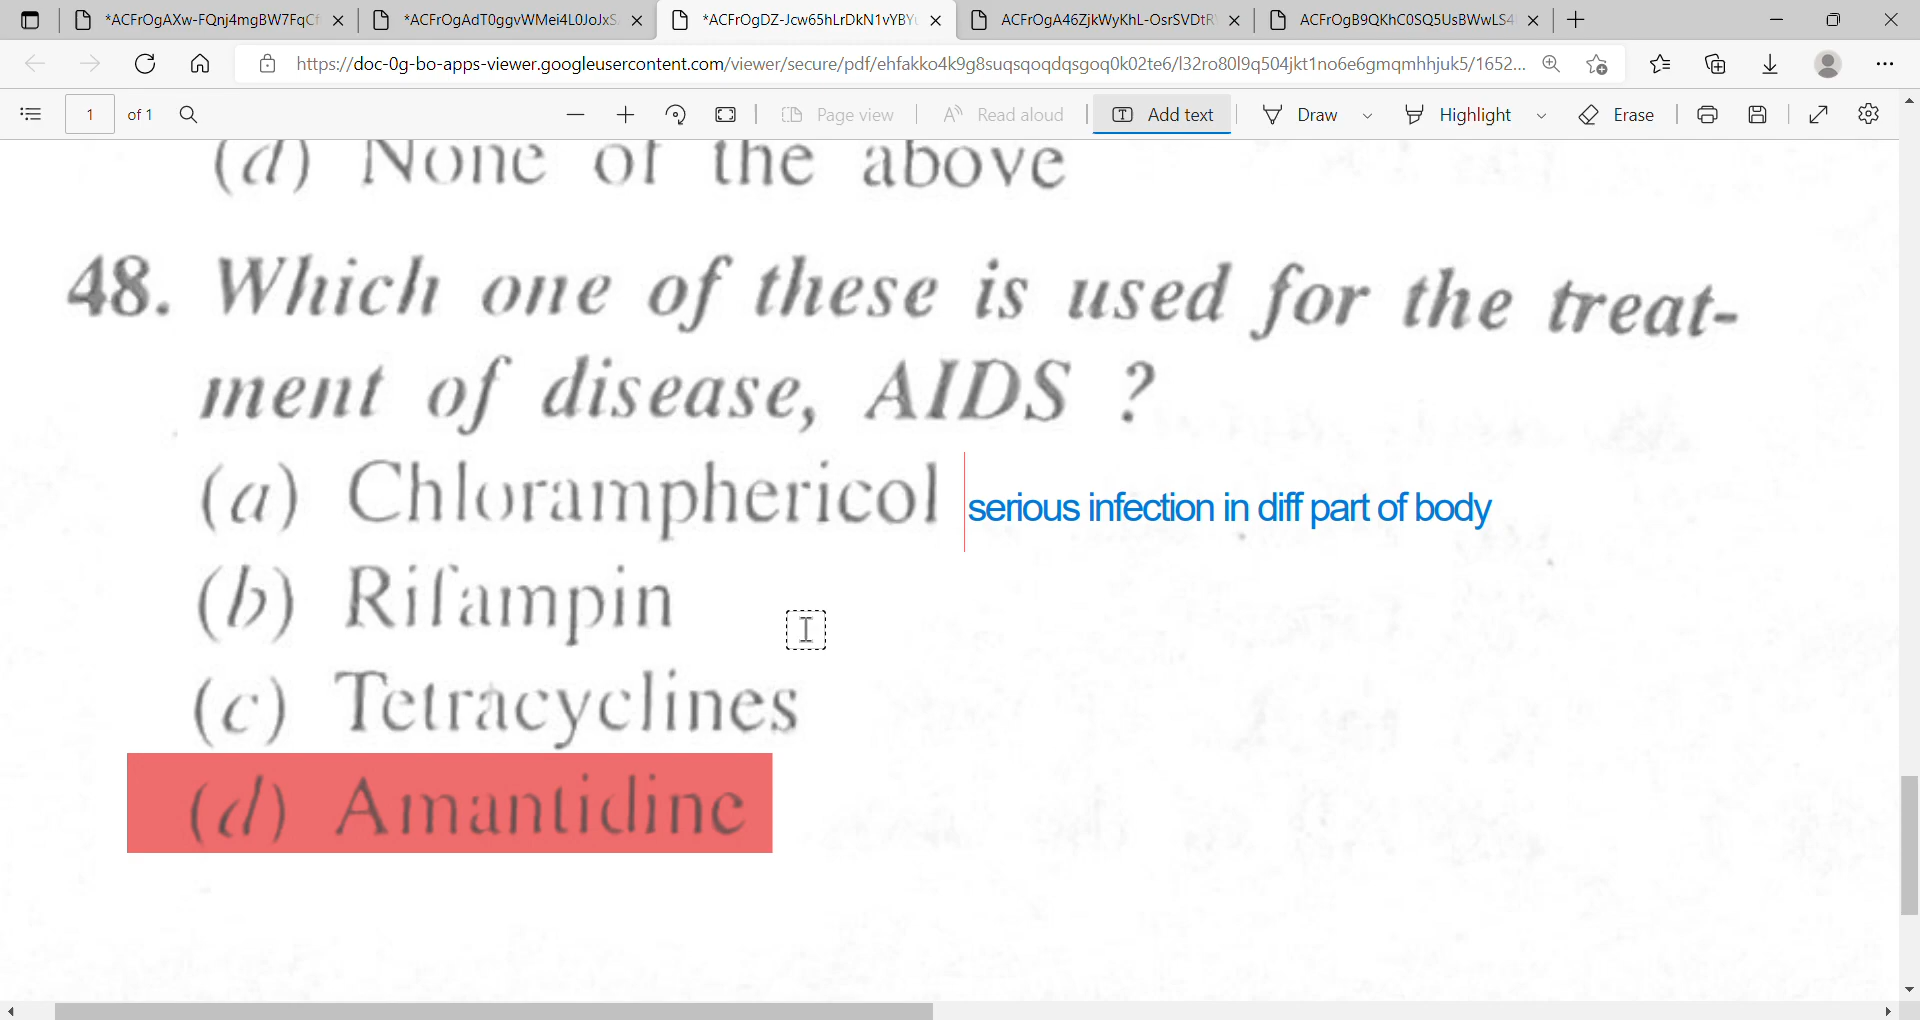 *ACFrOgAXw-FQnj4mgBW7FqCf
*ACFrOgAdT0ggvWMei4L0JoJxS
*ACFrOgDZ-Jcw65hLrDkN1vYBYu
ACFrOgA46ZjkWyKhL-OsrSVDtR
ACFrOgB9QKhC0SQ5UsBWwLS4
https://doc-0g-bo-apps-viewer.googleusercontent.com/viewer/secure/pdf/ehfakko4k9g8suqsqoqdqsgoq0k02te6/l32ro80l9q504jkt1no6e6gmqmhhjuk5/1652...
1 of 1 Page view Read aloud Add text Draw Highlight Erase
(d) None of the above
48. Which one of these is used for the treat-
ment of disease, AIDS ?
(a) Chloramphericol serious infection in diff part of body
(b) Rifampin
(c) Tetracyclines
(d) Amantidine